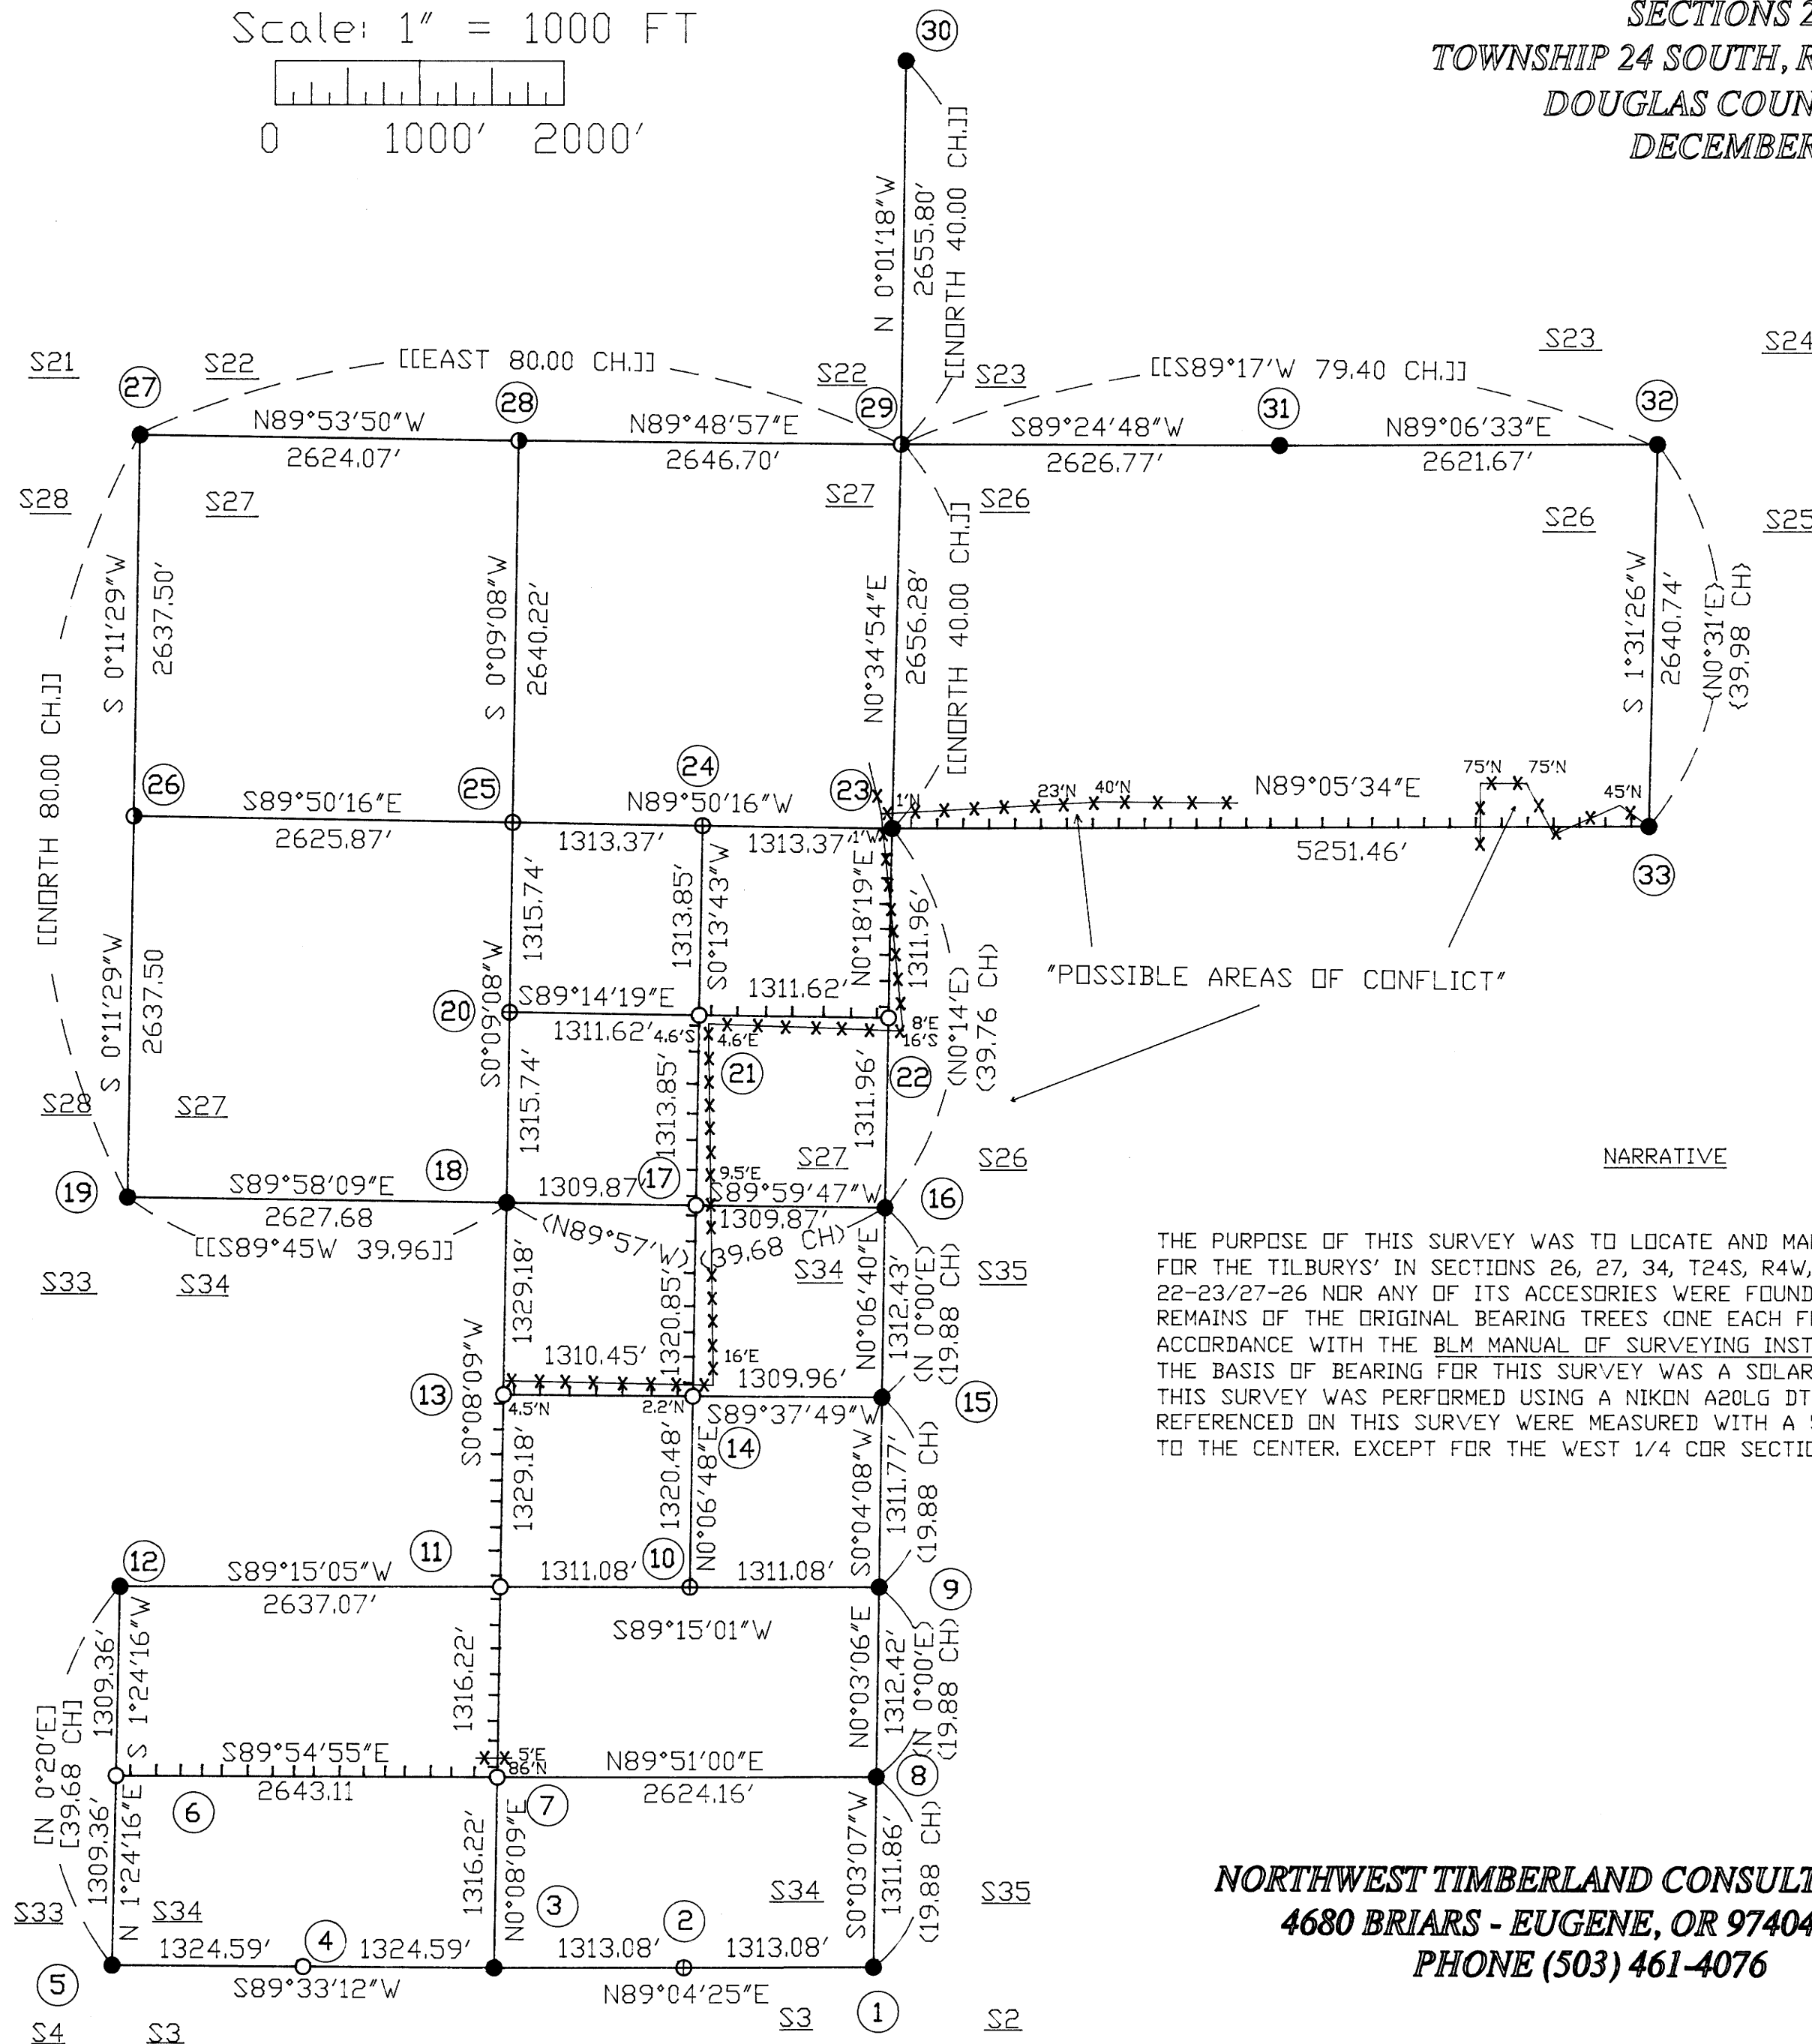 Scale: 1" = 1000 FT
0 1000' 2000'
SECTIONS 2
TOWNSHIP 24 SOUTH, R
DOUGLAS COUN
DECEMBER
30
N 0°01'18"W
2655.80'
[[NORTH 40.00 CH.]]
S21 S22
[[EAST 80.00 CH.]]
S22 S23
[[S89°17'W 79.40 CH.]]
S23 S24
27 28 29 31 32
N89°53'50"W
2624.07'
N89°48'57"E
2646.70'
S89°24'48"W
2626.77'
N89°06'33"E
2621.67'
S28 S27
S27 S26
S26 S25
S 0°11'29"W
2637.50'
S 0°09'08"W
2640.22'
N0°34'54"E
2656.28'
[[NORTH 40.00 CH.]]
S 1°31'26"W
2640.74'
(N0°31'E)
(39.98 CH)
[[NORTH 80.00 CH.]]
26 25 24 23 33
S89°50'16"E
2625.87'
N89°50'16"W
1313.37'
1313.37'
1'N
1'W
23'N
40'N
N89°05'34"E
75'N
75'N
45'N
5251.46'
S 0°11'29"W
2637.50
S0°09'08"W
1315.74'
1313.85'
S0°13'43"W
N0°18'19"E
1311.96'
(N0°14'E)
(39.76 CH)
"POSSIBLE AREAS OF CONFLICT"
20
S89°14'19"E
1311.62'
1311.62'
4.6'S
4.6'E
8'E
16'S
21 22
1315.74'
1313.85'
1311.96'
S28 S27
S27 S26
9.5'E
19 18 17 16
S89°58'09"E
2627.68
1309.87'
S89°59'47"W
1309.87'
[[S89°45W 39.96]]
(N89°57'W) (39.68 CH)
S33 S34
S34 S35
NARRATIVE
THE PURPOSE OF THIS SURVEY WAS TO LOCATE AND MA
FOR THE TILBURYS' IN SECTIONS 26, 27, 34, T24S, R4W,
22-23/27-26 NOR ANY OF ITS ACCESORIES WERE FOUND
REMAINS OF THE ORIGINAL BEARING TREES (ONE EACH F
ACCORDANCE WITH THE BLM MANUAL OF SURVEYING INST
THE BASIS OF BEARING FOR THIS SURVEY WAS A SOLAR
THIS SURVEY WAS PERFORMED USING A NIKON A20LG DT
REFERENCED ON THIS SURVEY WERE MEASURED WITH A
TO THE CENTER. EXCEPT FOR THE WEST 1/4 COR SECTIO
1329.18'
1320.85'
N0°06'40"E
1312.43'
(N 0°00'E)
(19.88 CH)
S0°08'09"W
1310.45'
16'E
1309.96'
13
4.5'N
2.2'N
S89°37'49"W
14 15
1329.18'
1320.48'
N0°06'48"E
S0°04'08"W
1311.77'
(19.88 CH)
12 11 10 9
S89°15'05"W
2637.07'
1311.08'
1311.08'
S89°15'01"W
1309.36'
S 1°24'16"W
1316.22'
N0°03'06"E
1312.42'
(N 0°00'E)
(19.88 CH)
[N 0°20'E]
[39.68 CH]
S89°54'55"E
2643.11
5'E
86'N
N89°51'00"E
2624.16'
6 7 8
1309.36'
N 1°24'16"E
1316.22'
N0°08'09"E
S0°03'07"W
1311.86'
(19.88 CH)
S33 S34
S34 S35
5 4 3 2 1
1324.59'
1324.59'
S89°33'12"W
1313.08'
1313.08'
N89°04'25"E
S4 S3
S3 S2
NORTHWEST TIMBERLAND CONSULT
4680 BRIARS - EUGENE, OR 97404
PHONE (503) 461-4076